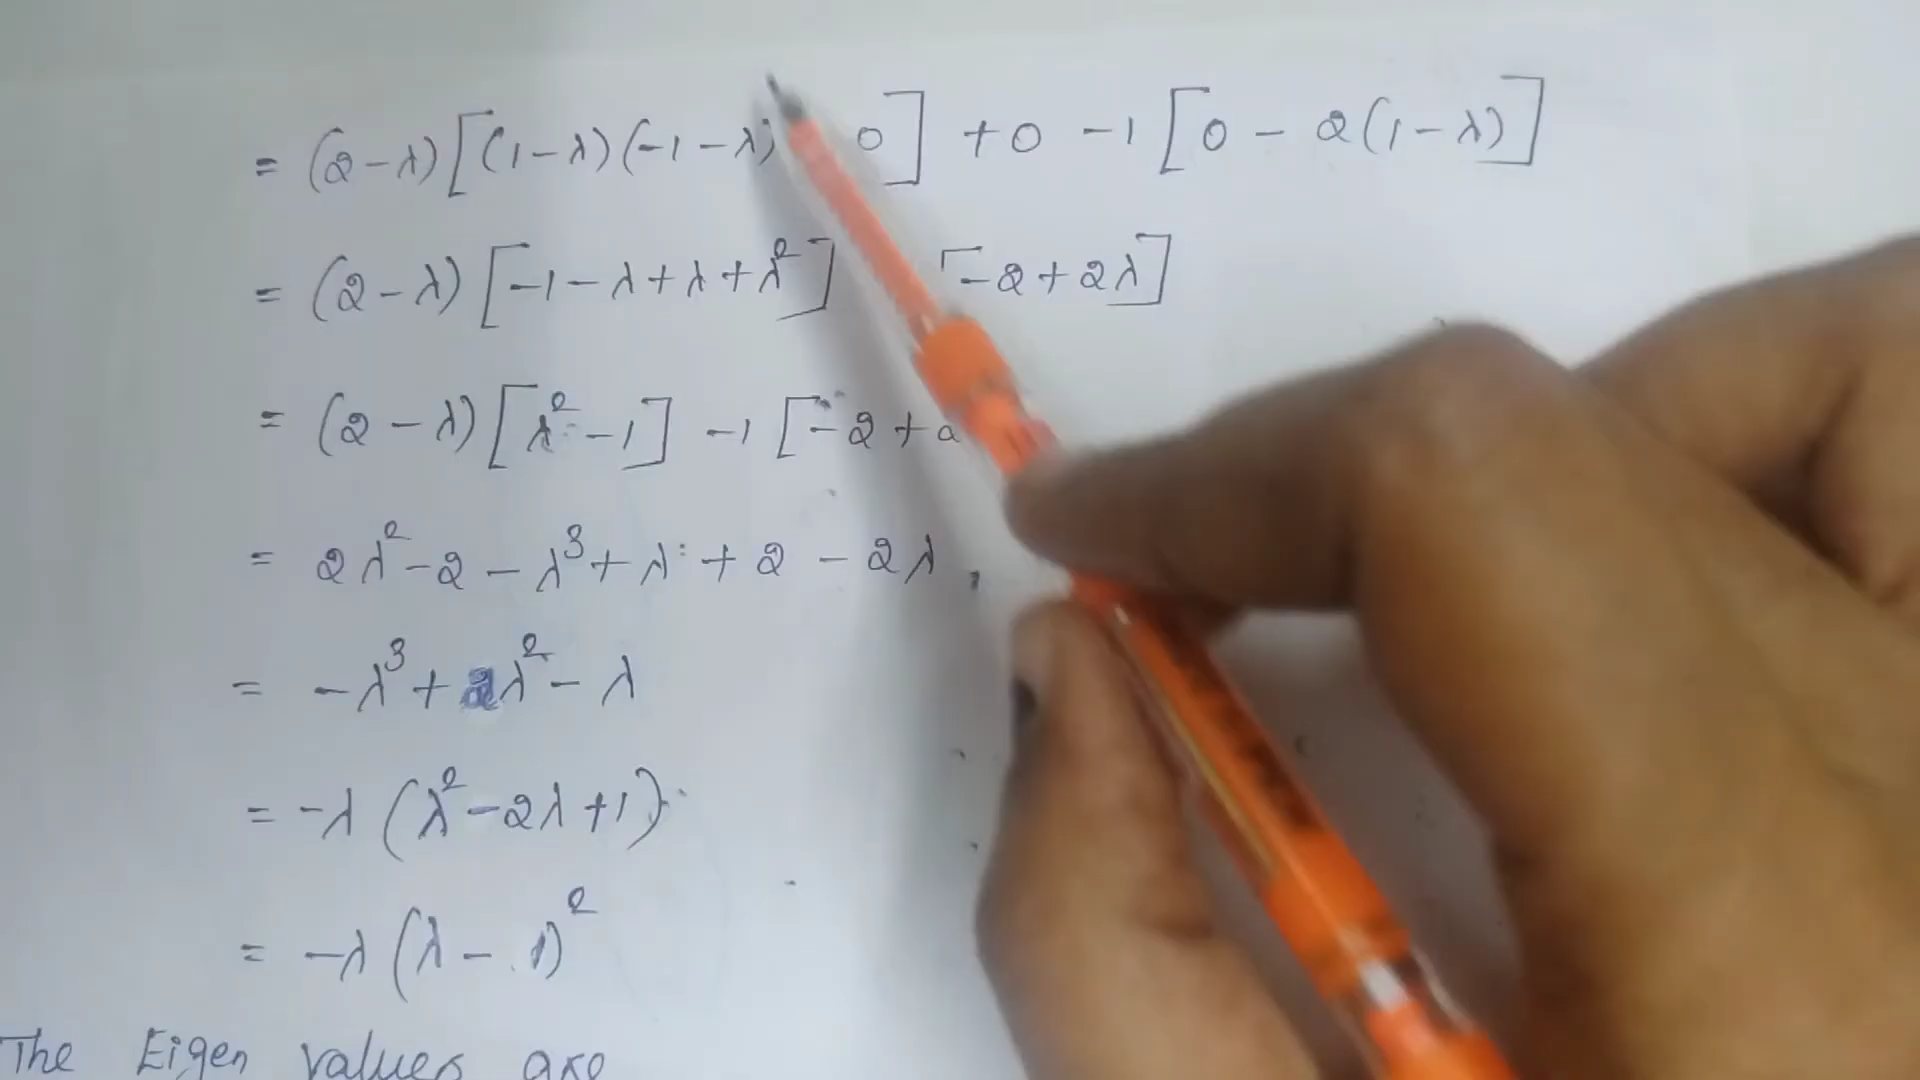 = (2-λ)[(1-λ)(-1-λ) 0] +0 -1[0 - 2(1-λ)]
= (2-λ)[-1-λ+λ+λ²] [-2+2λ]
= (2-λ)[λ²-1] -1[-2+2
= 2λ²-2-λ³+λ+2-2λ
= -λ³+2λ²-λ
= -λ(λ²-2λ+1)
= -λ(λ-1)²
The Eigen values are